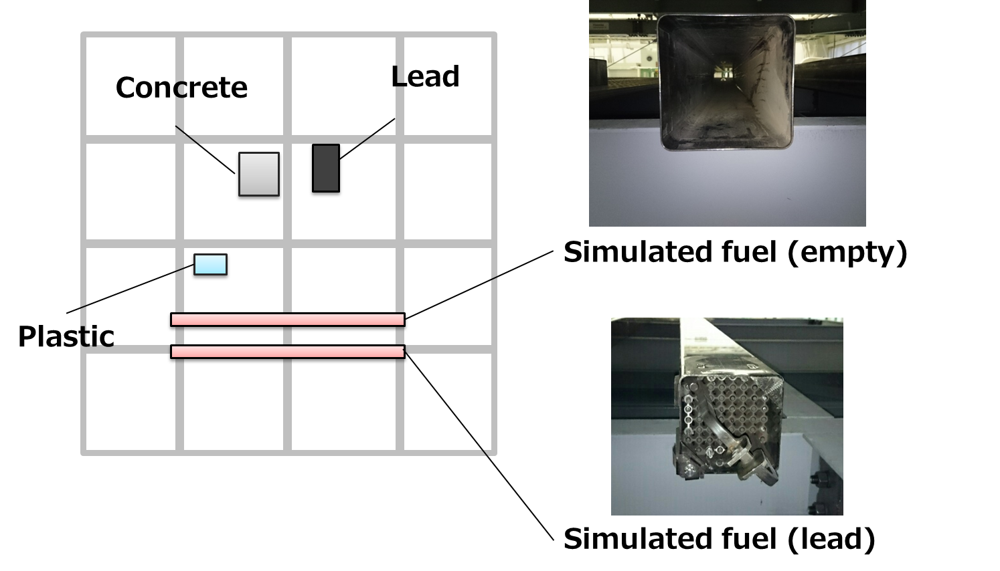 Concrete
Lead
Simulated fuel (empty)
Plastic
Simulated fuel (lead)